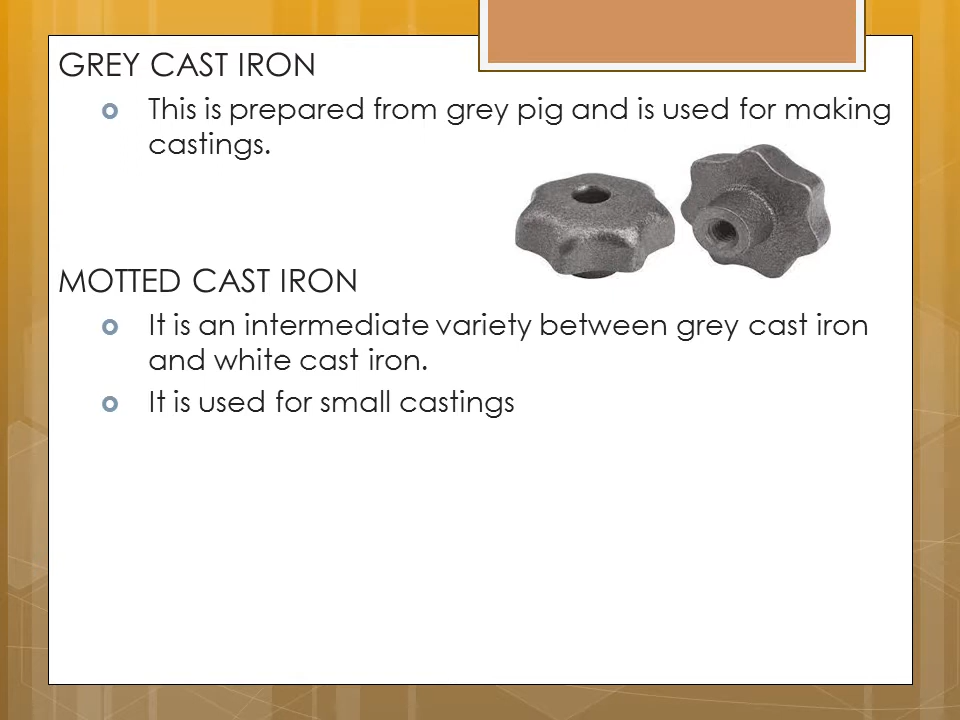 GREY CAST IRON
This is prepared from grey pig and is used for making
castings.
MOTTED CAST IRON
It is an intermediate variety between grey cast iron
and white cast iron.
It is used for small castings